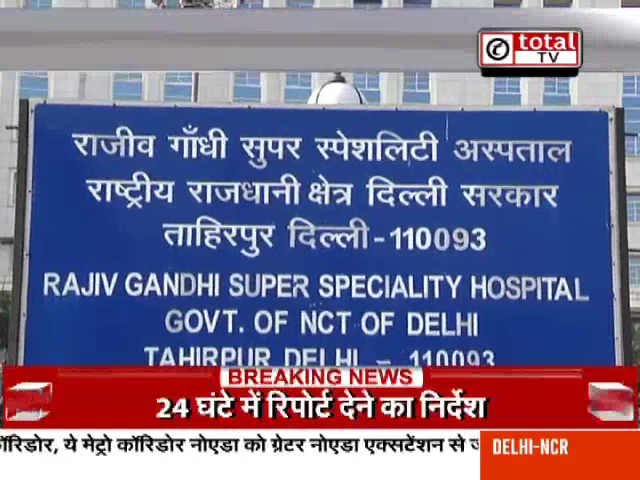 total
TV
राजीव गाँधी सुपर स्पेशलिटी अस्पताल
राष्ट्रीय राजधानी क्षेत्र दिल्ली सरकार
ताहिरपुर दिल्ली-110093
RAJIV GANDHI SUPER SPECIALITY HOSPITAL
GOVT. OF NCT OF DELHI
TAHIRPUR DELHI - 110093
BREAKING NEWS
24 घंटे में रिपोर्ट देने का निर्देश
ये मेट्रो कॉरिडोर नोएडा को ग्रेटर नोएडा एक्सटेंशन से
DELHI-NCR